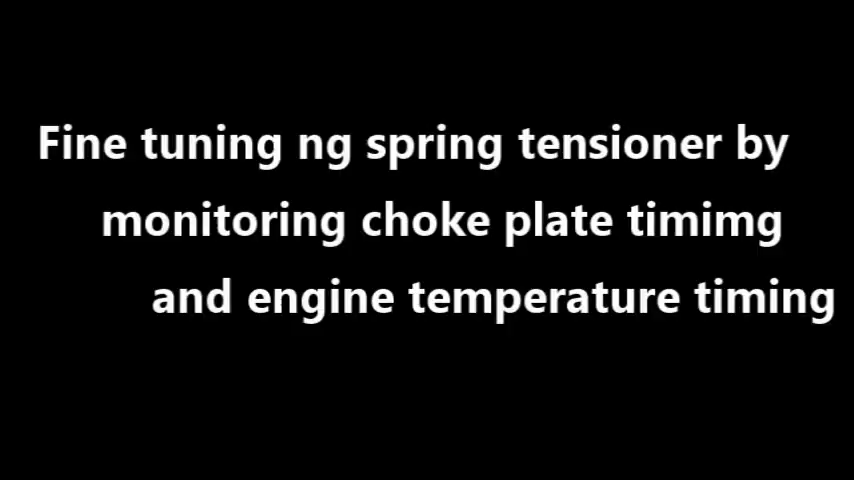 Fine tuning ng spring tensioner by
monitoring choke plate timimg
and engine temperature timing